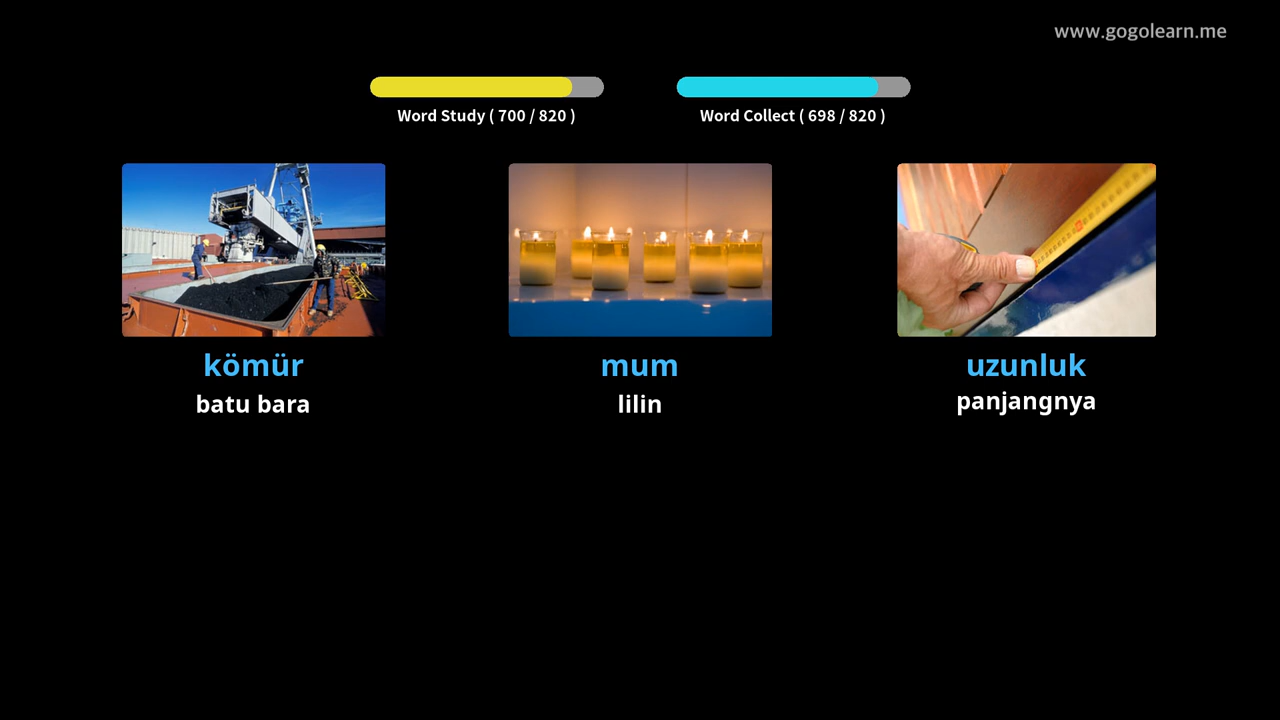 www.gogolearn.me
Word Study ( 700 / 820 )
Word Collect ( 698 / 820 )
kömür
batu bara
mum
lilin
uzunluk
panjangnya